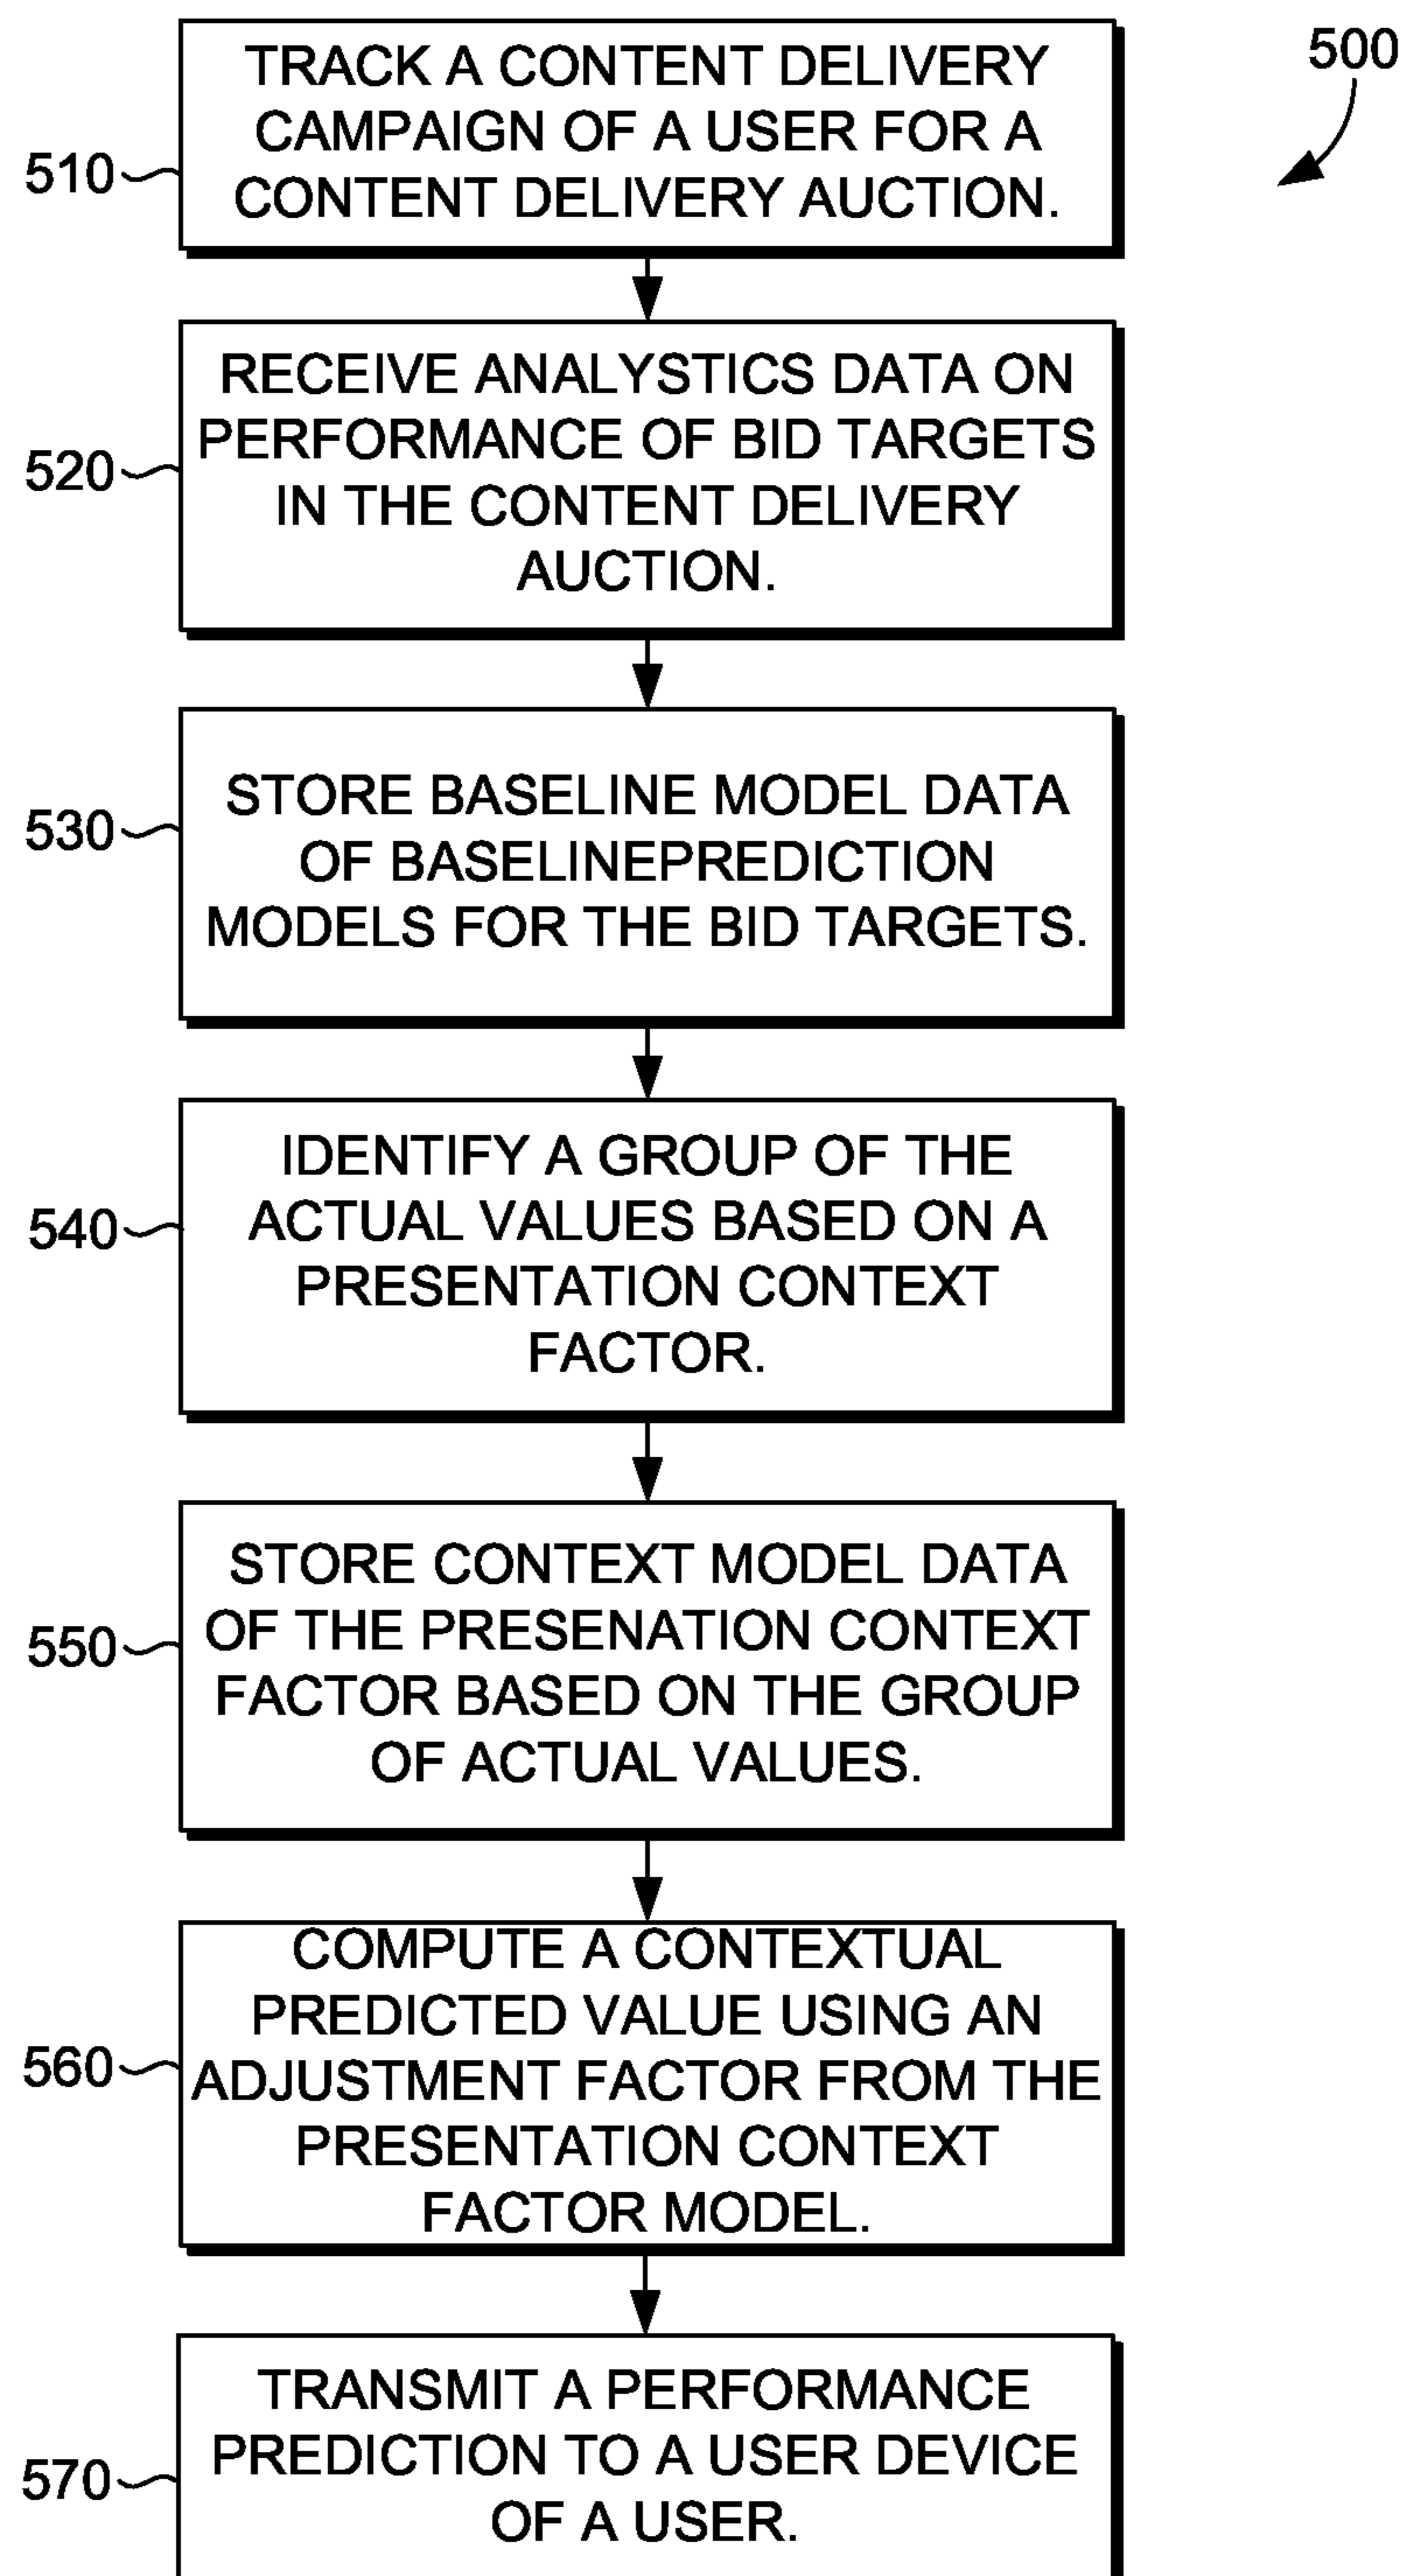 500
TRACK A CONTENT DELIVERY
CAMPAIGN OF A USER FOR A
CONTENT DELIVERY AUCTION.
510
RECEIVE ANALYSTICS DATA ON
PERFORMANCE OF BID TARGETS
IN THE CONTENT DELIVERY
AUCTION.
520
STORE BASELINE MODEL DATA
OF BASELINEPREDICTION
MODELS FOR THE BID TARGETS.
530
IDENTIFY A GROUP OF THE
ACTUAL VALUES BASED ON A
PRESENTATION CONTEXT
FACTOR.
540
STORE CONTEXT MODEL DATA
OF THE PRESENATION CONTEXT
FACTOR BASED ON THE GROUP
OF ACTUAL VALUES.
550
COMPUTE A CONTEXTUAL
PREDICTED VALUE USING AN
ADJUSTMENT FACTOR FROM THE
PRESENTATION CONTEXT
FACTOR MODEL.
560
TRANSMIT A PERFORMANCE
PREDICTION TO A USER DEVICE
OF A USER.
570